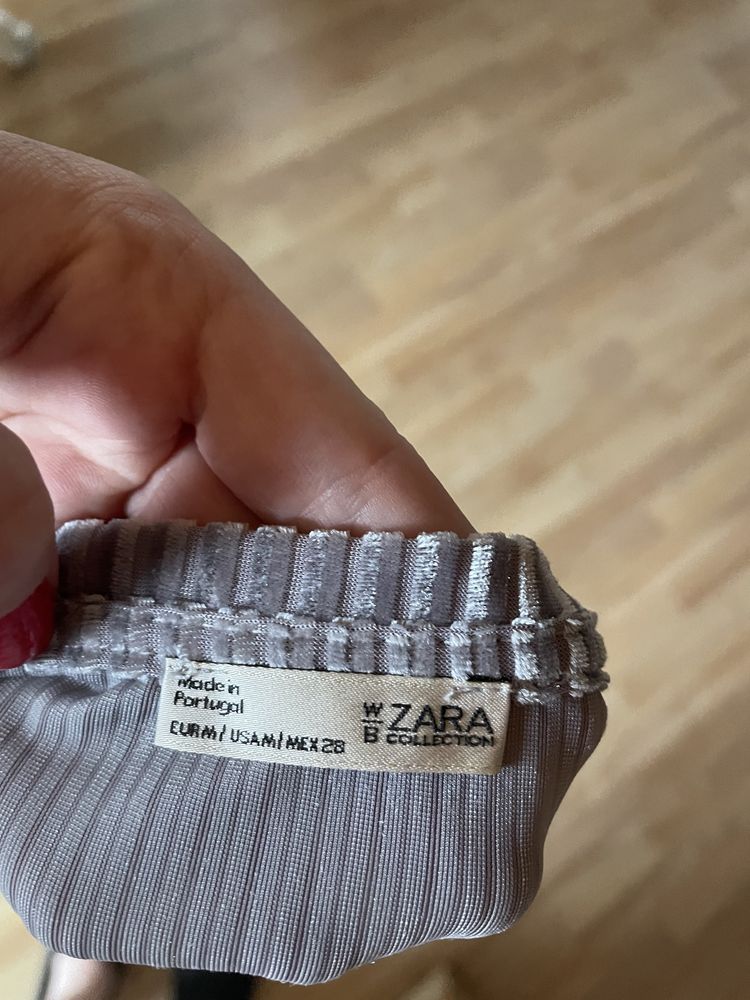 Made in
Portugal
EUR M / USA M / MEX 28
W/B ZARA
COLLECTION